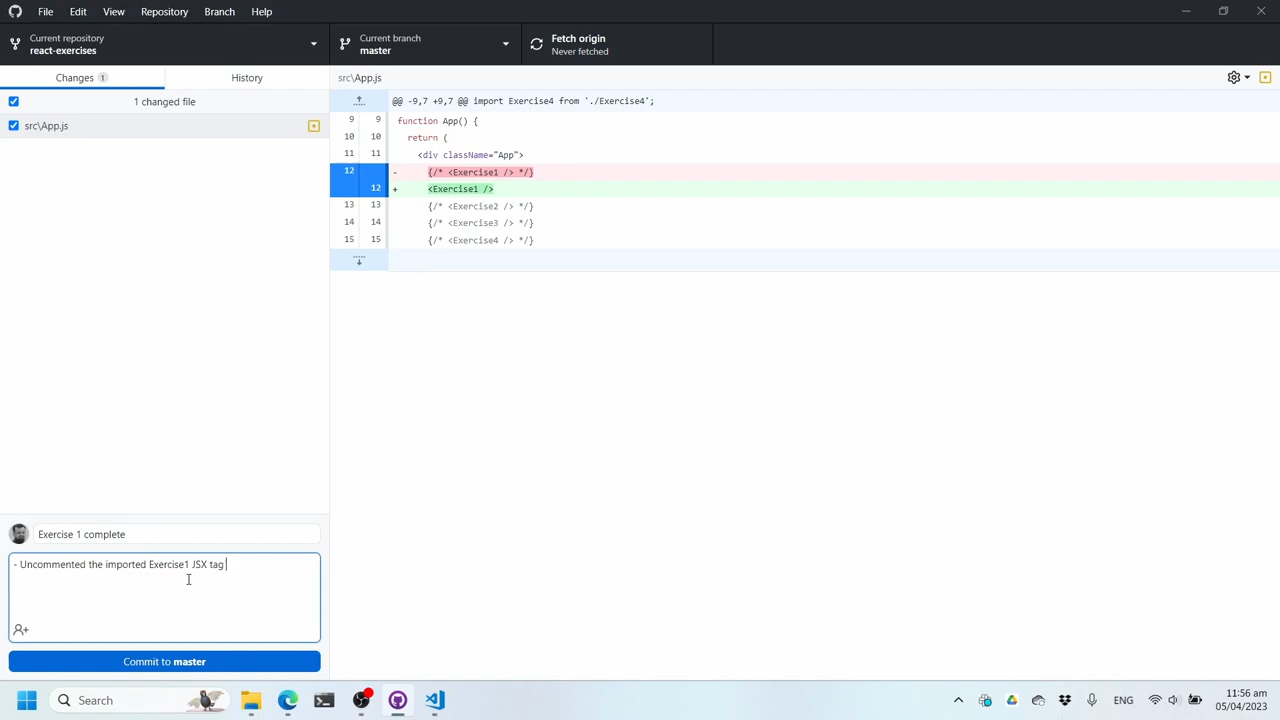 File Edit View Repository Branch Help
Current repository
react-exercises
Current branch
master
Fetch origin
Never fetched
Changes 1
History
src\App.js
1 changed file
src\App.js
@@ -9,7 +9,7 @@ import Exercise4 from './Exercise4';
9 9 function App() {
10 10 return (
11 11 <div className="App">
12 - {/* <Exercise1 /> */}
12 + <Exercise1 />
13 13 {/* <Exercise2 /> */}
14 14 {/* <Exercise3 /> */}
15 15 {/* <Exercise4 /> */}
Exercise 1 complete
- Uncommented the imported Exercise1 JSX tag
Commit to master
Search
ENG
11:56 am
05/04/2023